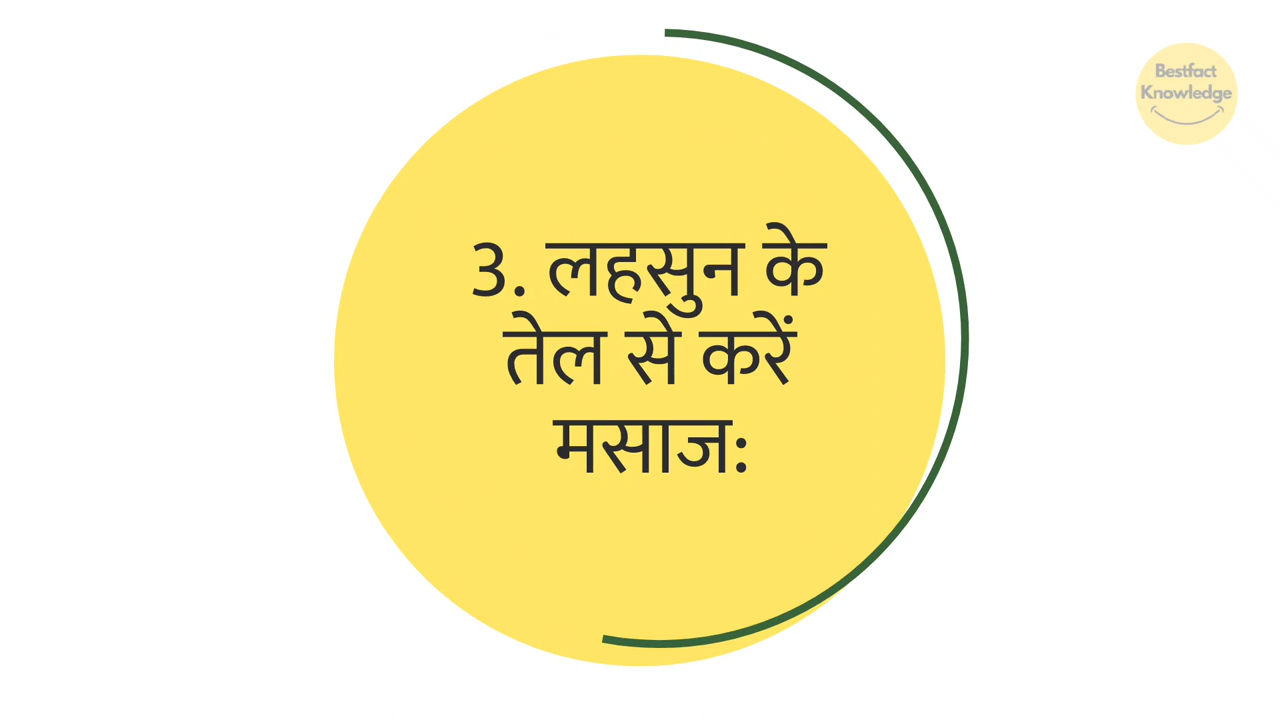 3. लहसुन के
तेल से करें
मसाज:
Bestfact
Knowledge